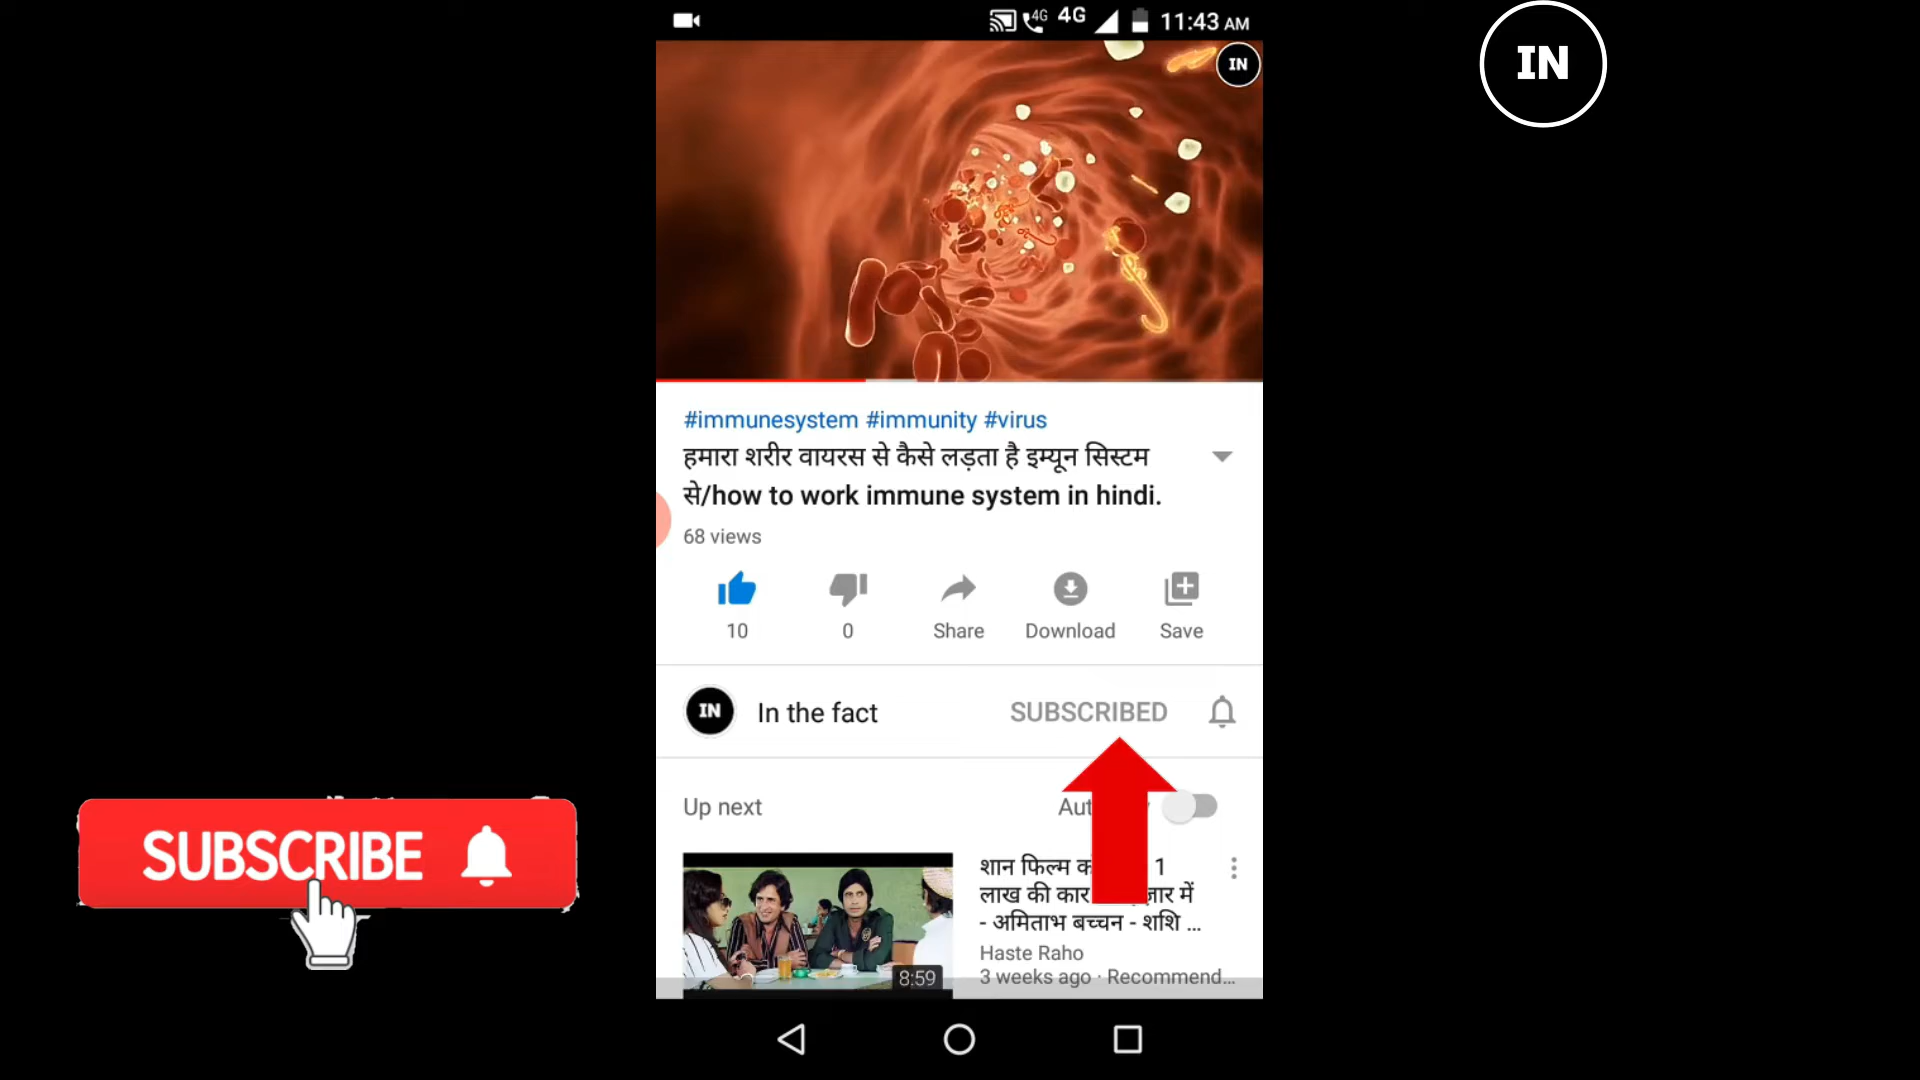 4G 4G 11:43 AM
IN
IN
#immunesystem #immunity #virus
हमारा शरीर वायरस से कैसे लड़ता है इम्यून सिस्टम
से/how to work immune system in hindi.
68 views
10 0 Share Download Save
IN In the fact SUBSCRIBED
Up next
SUBSCRIBE
शान फिल्म 1
लाख की कार में
- अमिताभ बच्चन - शशि ...
Haste Raho
3 weeks ago · Recommend...
8:59